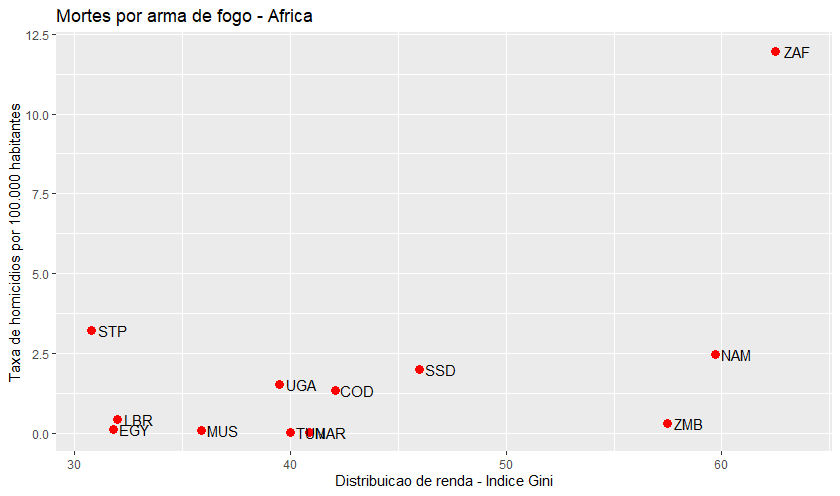 Mortes por arma de fogo - Africa
Taxa de homicidios por 100.000 habitantes
12.5
10.0
7.5
5.0
2.5
0.0
ZAF
STP
NAM
SSD
UGA
COD
LBR
ZMB
EGY
MUS
TUN
MAR
30
40
50
60
Distribuicao de renda - Indice Gini